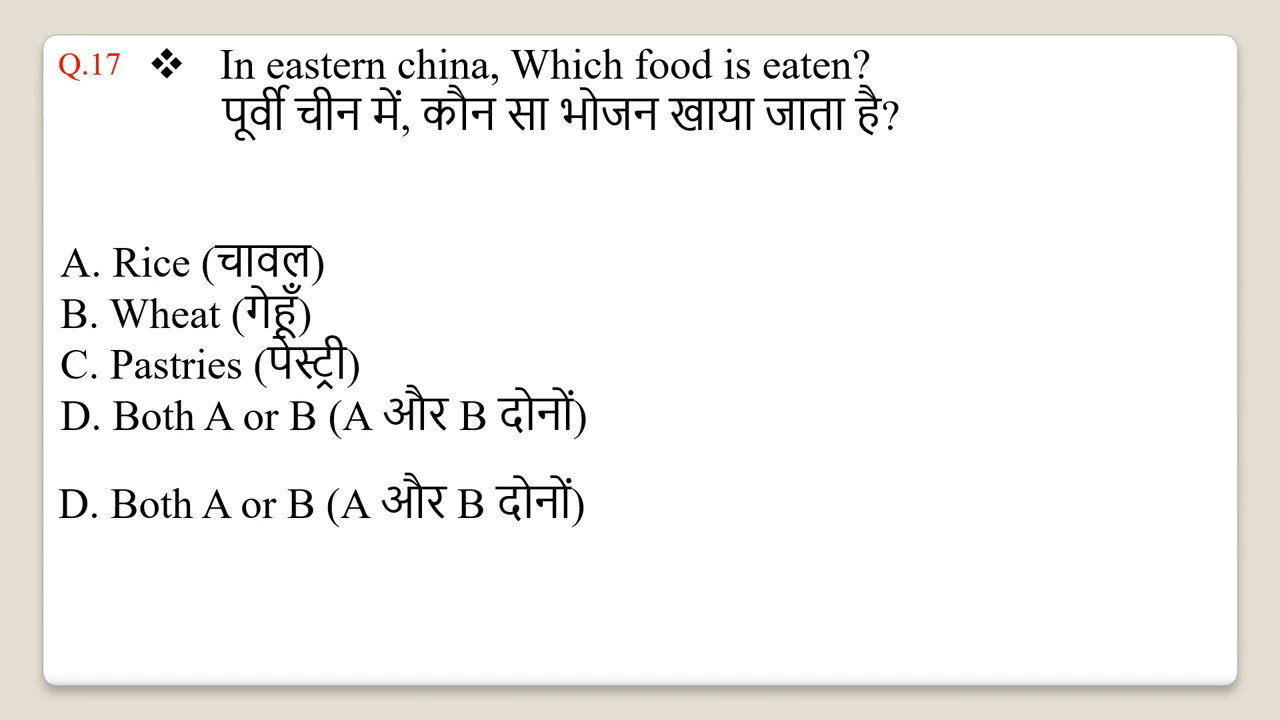 Q.17 ❖ In eastern china, Which food is eaten?
पूर्वी चीन में, कौन सा भोजन खाया जाता है?
A. Rice (चावल)
B. Wheat (गेहूँ)
C. Pastries (पेस्ट्री)
D. Both A or B (A और B दोनों)
D. Both A or B (A और B दोनों)